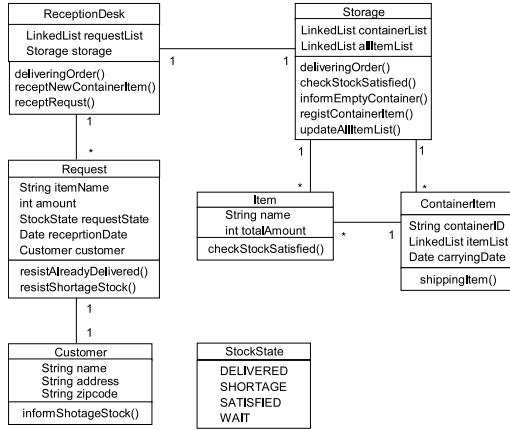 ReceptionDesk
LinkedList requestList
Storage storage
deliveringOrder()
receptNewContainerItem()
receptRequst()
1
1
Storage
LinkedList containerList
LinkedList allItemList
deliveringOrder()
checkStockSatisfied()
informEmptyContainer()
registContainerItem()
updateAllItemList()
1
*
1
*
1
*
Request
String itemName
int amount
StockState requestState
Date receprtionDate
Customer customer
resistAlreadyDelivered()
resistShortageStock()
Item
String name
int totalAmount
checkStockSatisfied()
*
1
ContainerItem
String containerID
LinkedList itemList
Date carryingDate
shippingItem()
1
1
Customer
String name
String address
String zipcode
informShotageStock()
StockState
DELIVERED
SHORTAGE
SATISFIED
WAIT